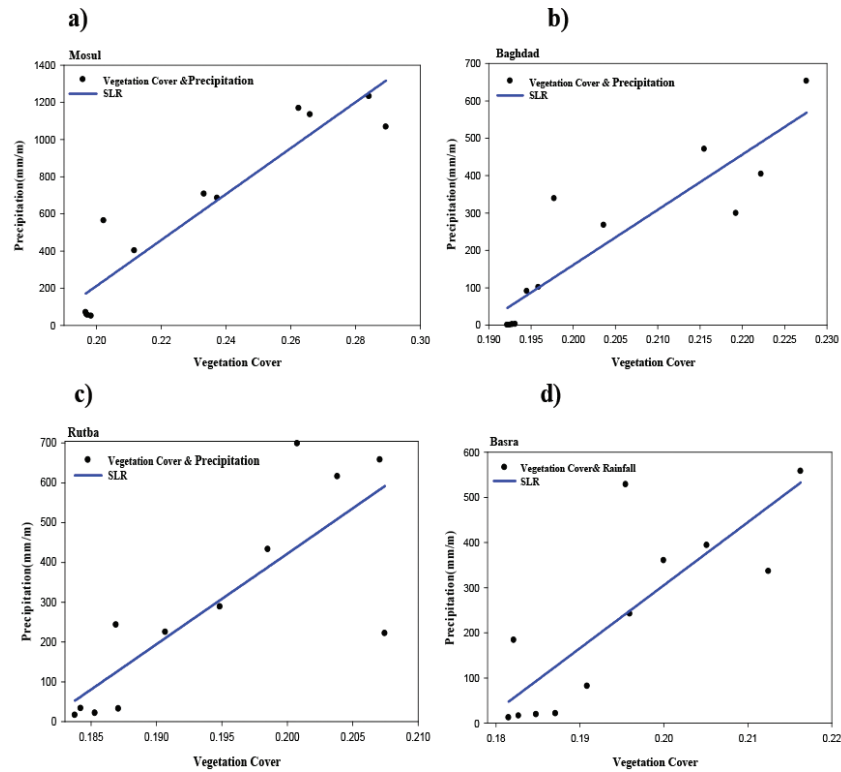 a)
Mosul
Vegetation Cover &Precipitation
SLR
1400
1200
1000
800
600
400
200
0
Precipitation(mm/m)
0.20 0.22 0.24 0.26 0.28 0.30
Vegetation Cover
b)
Baghdad
Vegetation Cover & Precipitation
SLR
700
600
500
400
300
200
100
0
Precipitation(mm/m)
0.190 0.195 0.200 0.205 0.210 0.215 0.220 0.225 0.230
Vegetation Cover
c)
Rutba
Vegetation Cover & Precipitation
SLR
700
600
500
400
300
200
100
0
Precipitation(mm/m)
0.185 0.190 0.195 0.200 0.205 0.210
Vegetation Cover
d)
Basra
Vegetation Cover& Rainfall
SLR
600
500
400
300
200
100
0
Precipitation(mm/m)
0.18 0.19 0.20 0.21 0.22
Vegetation Cover